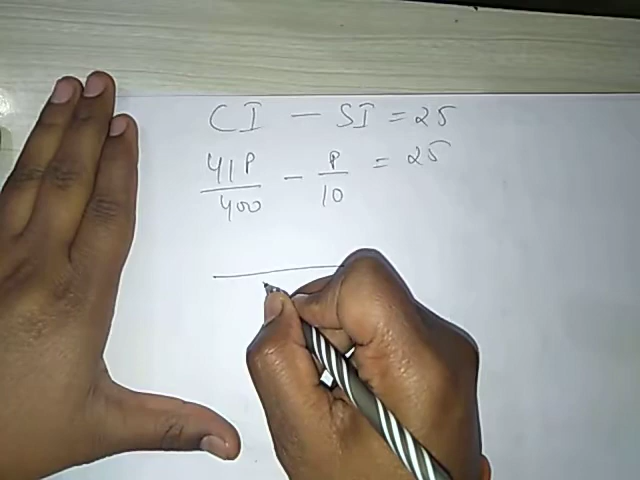 CI - SI = 25
41P/400 - P/10 = 25